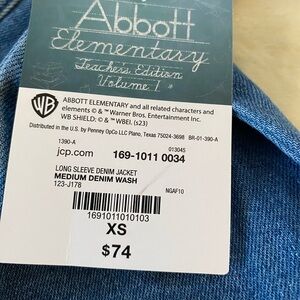 Abbott
Elementary
Teacher's Edition
Volume 1
WB
ABBOTT ELEMENTARY and all related characters and
elements © & ™ Warner Bros. Entertainment Inc.
WB SHIELD: © & ™ WBEI. (s23)
Distributed in the U.S. by Penney OpCo LLC Plano, Texas 75024-3698 BR-01-390-A
1390-A 013045
jcp.com 169-1011 0034
LONG SLEEVE DENIM JACKET
MEDIUM DENIM WASH
123-J178 NGAF10
1691011010103
XS
$74